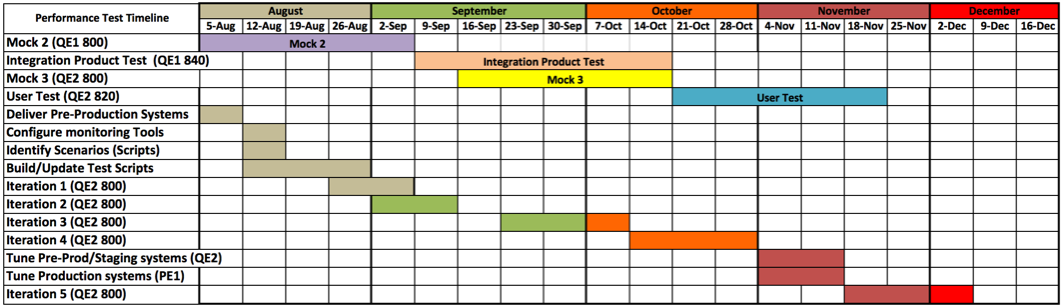 Performance Test Timeline
August September October November December
5-Aug 12-Aug 19-Aug 26-Aug 2-Sep 9-Sep 16-Sep 23-Sep 30-Sep 7-Oct 14-Oct 21-Oct 28-Oct 4-Nov 11-Nov 18-Nov 25-Nov 2-Dec 9-Dec 16-Dec
Mock 2 (QE1 800) Mock 2
Integration Product Test (QE1 840) Integration Product Test
Mock 3 (QE2 800) Mock 3
User Test (QE2 820) User Test
Deliver Pre-Production Systems
Configure monitoring Tools
Identify Scenarios (Scripts)
Build/Update Test Scripts
Iteration 1 (QE2 800)
Iteration 2 (QE2 800)
Iteration 3 (QE2 800)
Iteration 4 (QE2 800)
Tune Pre-Prod/Staging systems (QE2)
Tune Production systems (PE1)
Iteration 5 (QE2 800)